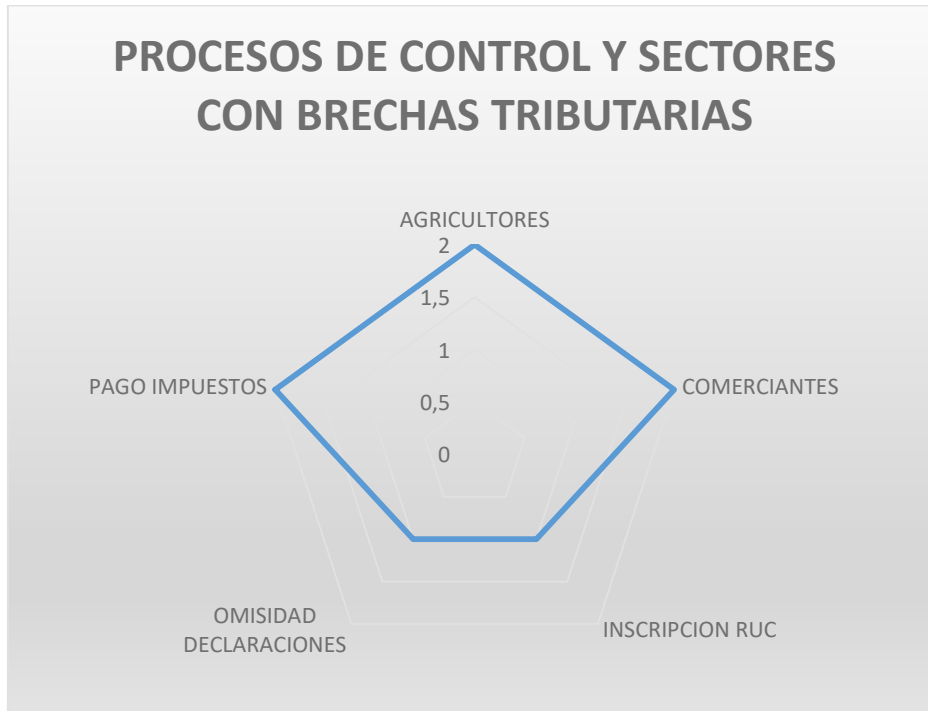 PROCESOS DE CONTROL Y SECTORES
CON BRECHAS TRIBUTARIAS
AGRICULTORES
2
1,5
1
0,5
0
PAGO IMPUESTOS
COMERCIANTES
OMISIDAD
DECLARACIONES
INSCRIPCION RUC